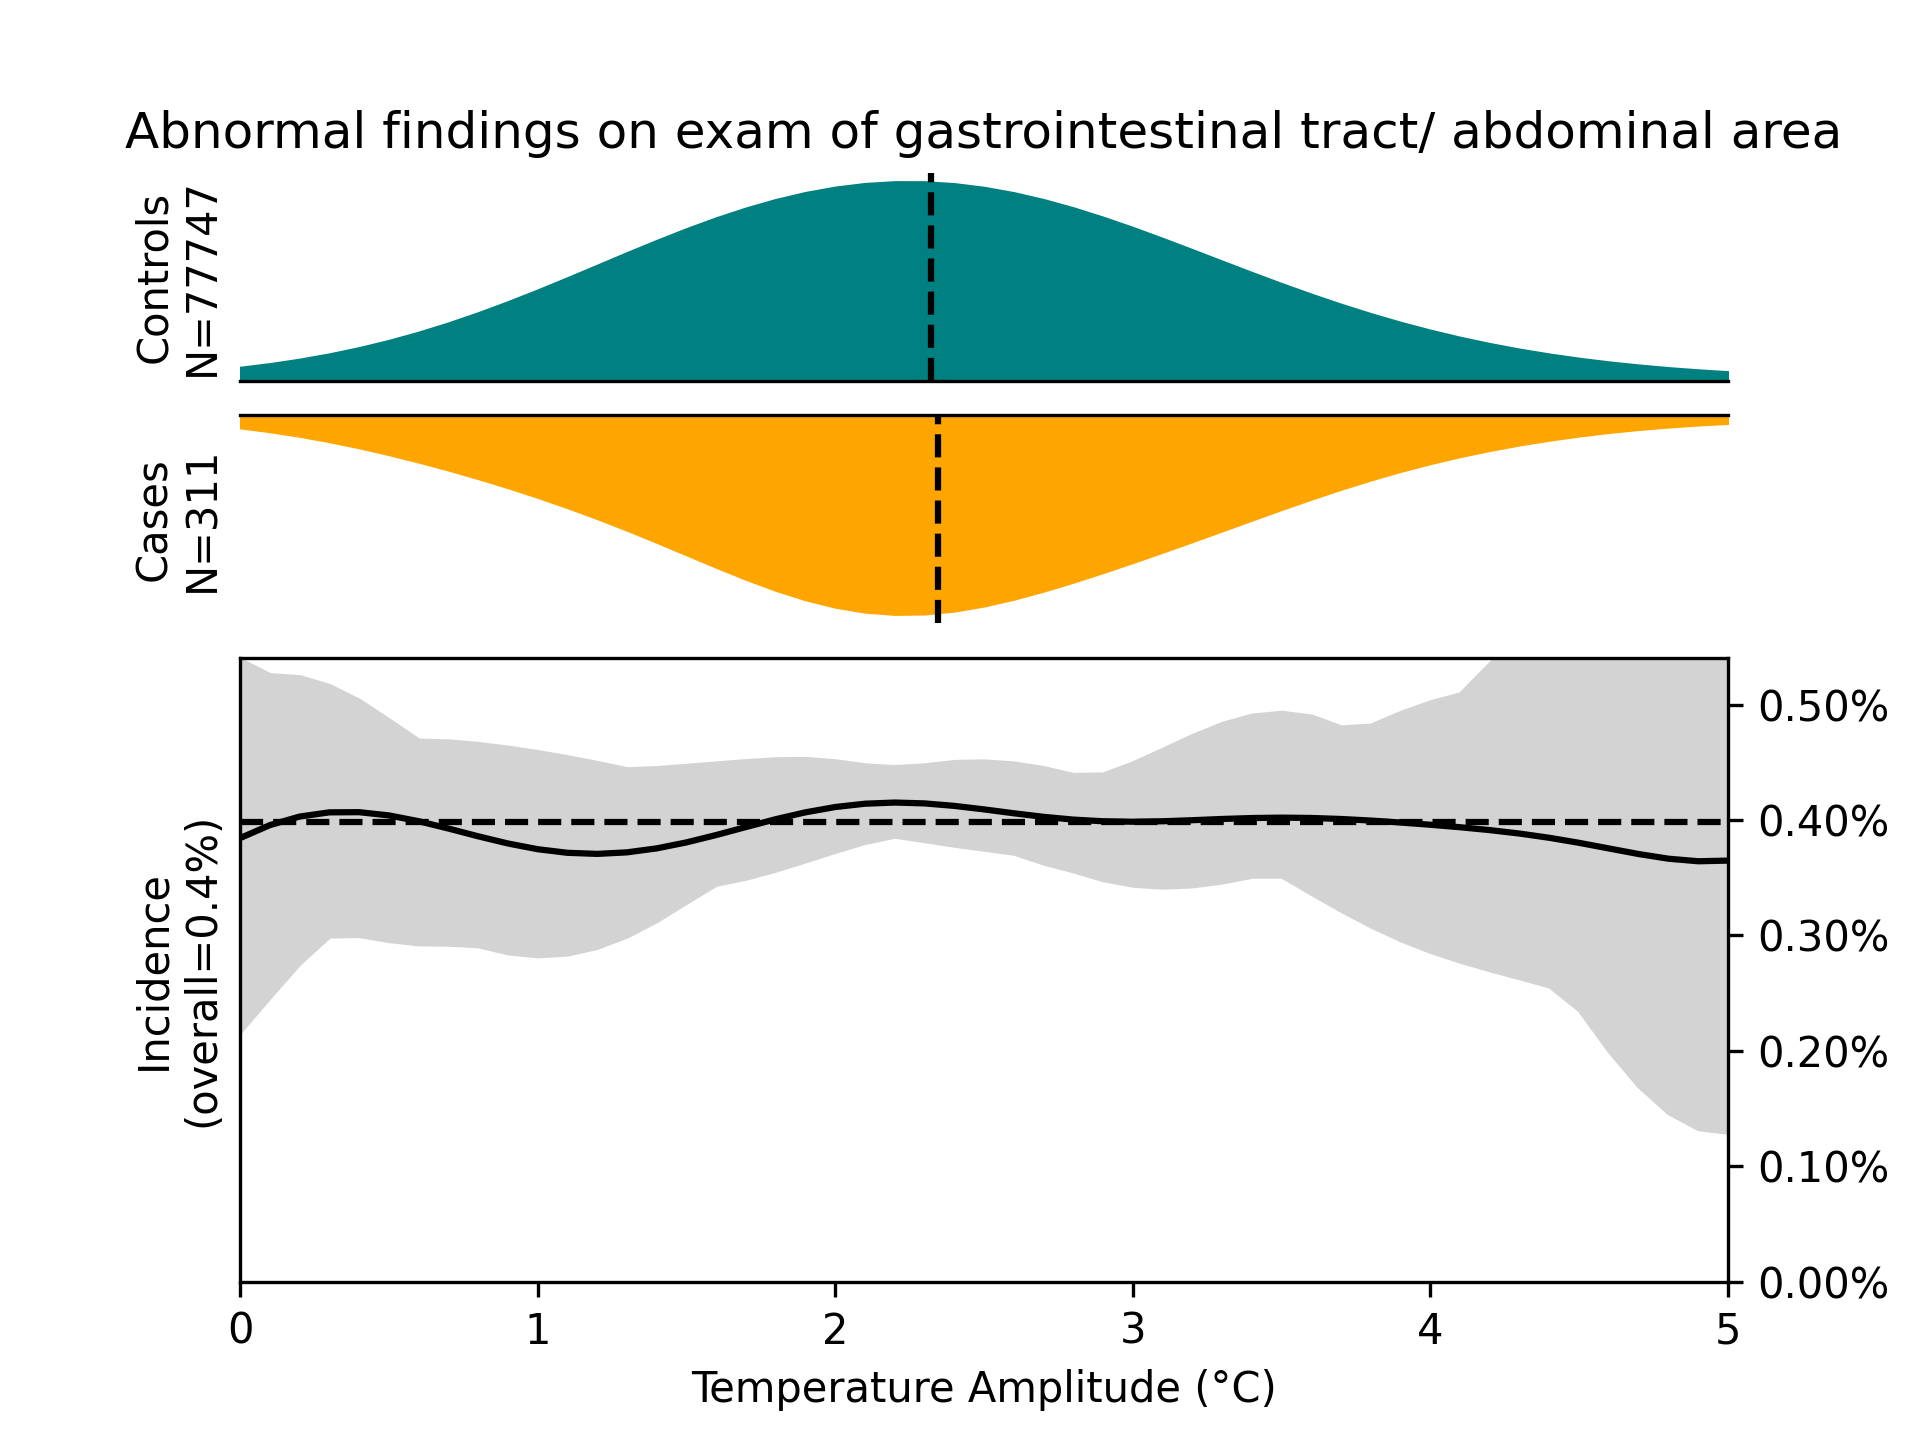 Abnormal findings on exam of gastrointestinal tract/ abdominal area
Controls
N=77747
Cases
N=311
Incidence
(overall=0.4%)
0.50%
0.40%
0.30%
0.20%
0.10%
0.00%
0 1 2 3 4 5
Temperature Amplitude (°C)